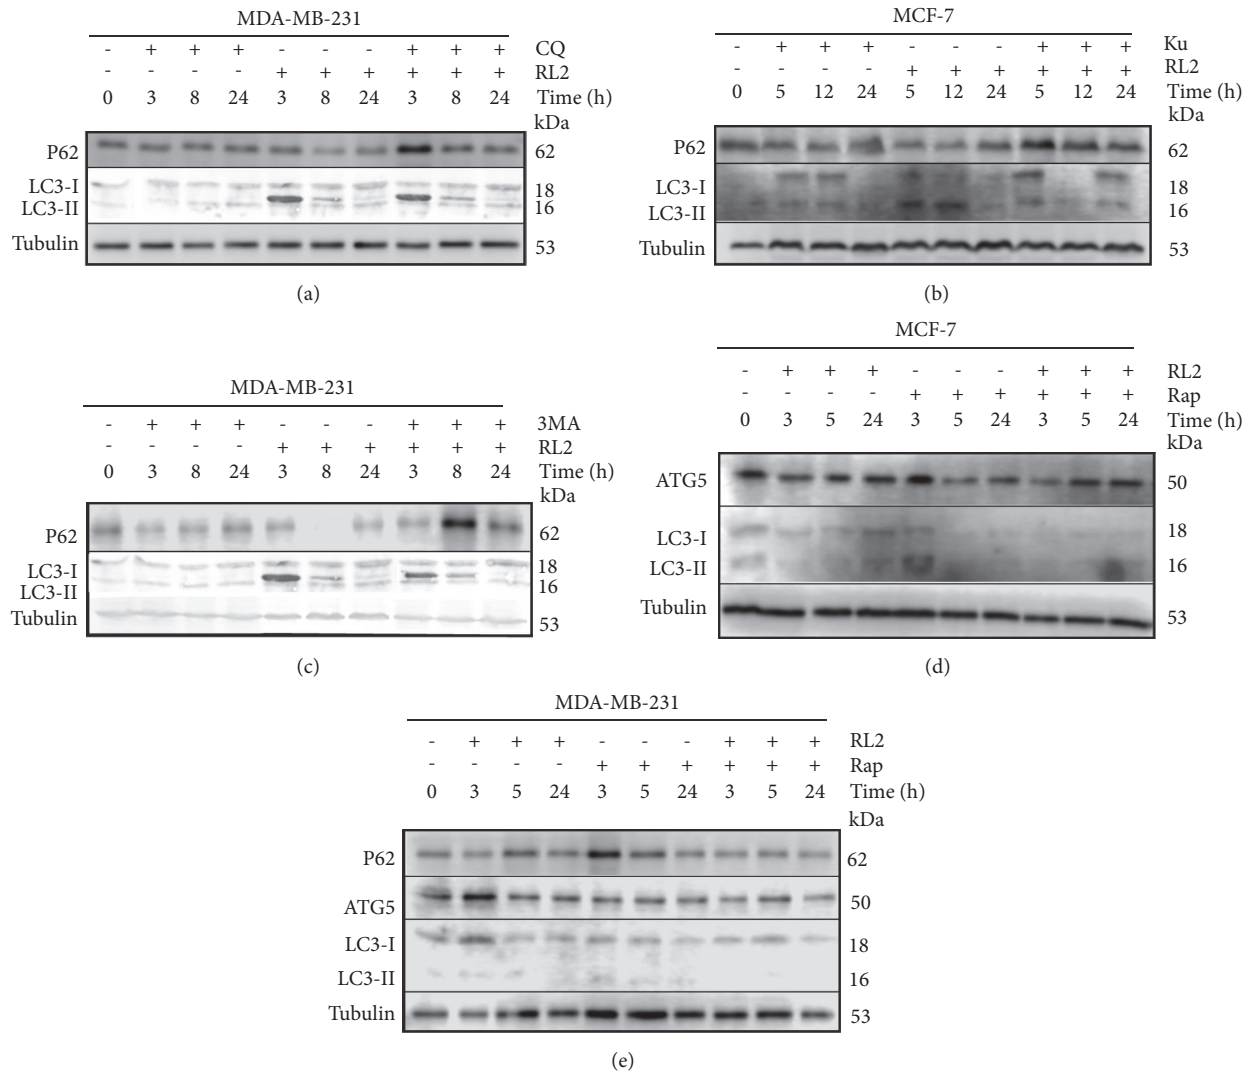 MDA-MB-231
- + + + - - - + + + CQ
- - - - + + + + + + RL2
0 3 8 24 3 8 24 3 8 24 Time (h)
kDa
P62 62
LC3-I 18
LC3-II 16
Tubulin 53
(a)
MCF-7
- + + + - - - + + + Ku
- - - - + + + + + + RL2
0 5 12 24 5 12 24 5 12 24 Time (h)
kDa
P62 62
LC3-I 18
LC3-II 16
Tubulin 53
(b)
MDA-MB-231
- + + + - - - + + + 3MA
- - - - + + + + + + RL2
0 3 8 24 3 8 24 3 8 24 Time (h)
kDa
P62 62
LC3-I 18
LC3-II 16
Tubulin 53
(c)
MCF-7
- + + + - - - + + + RL2
- - - - + + + + + + Rap
0 3 5 24 3 5 24 3 5 24 Time (h)
kDa
ATG5 50
LC3-I 18
LC3-II 16
Tubulin 53
(d)
MDA-MB-231
- + + + - - - + + + RL2
- - - - + + + + + + Rap
0 3 5 24 3 5 24 3 5 24 Time (h)
kDa
P62 62
ATG5 50
LC3-I 18
LC3-II 16
Tubulin 53
(e)